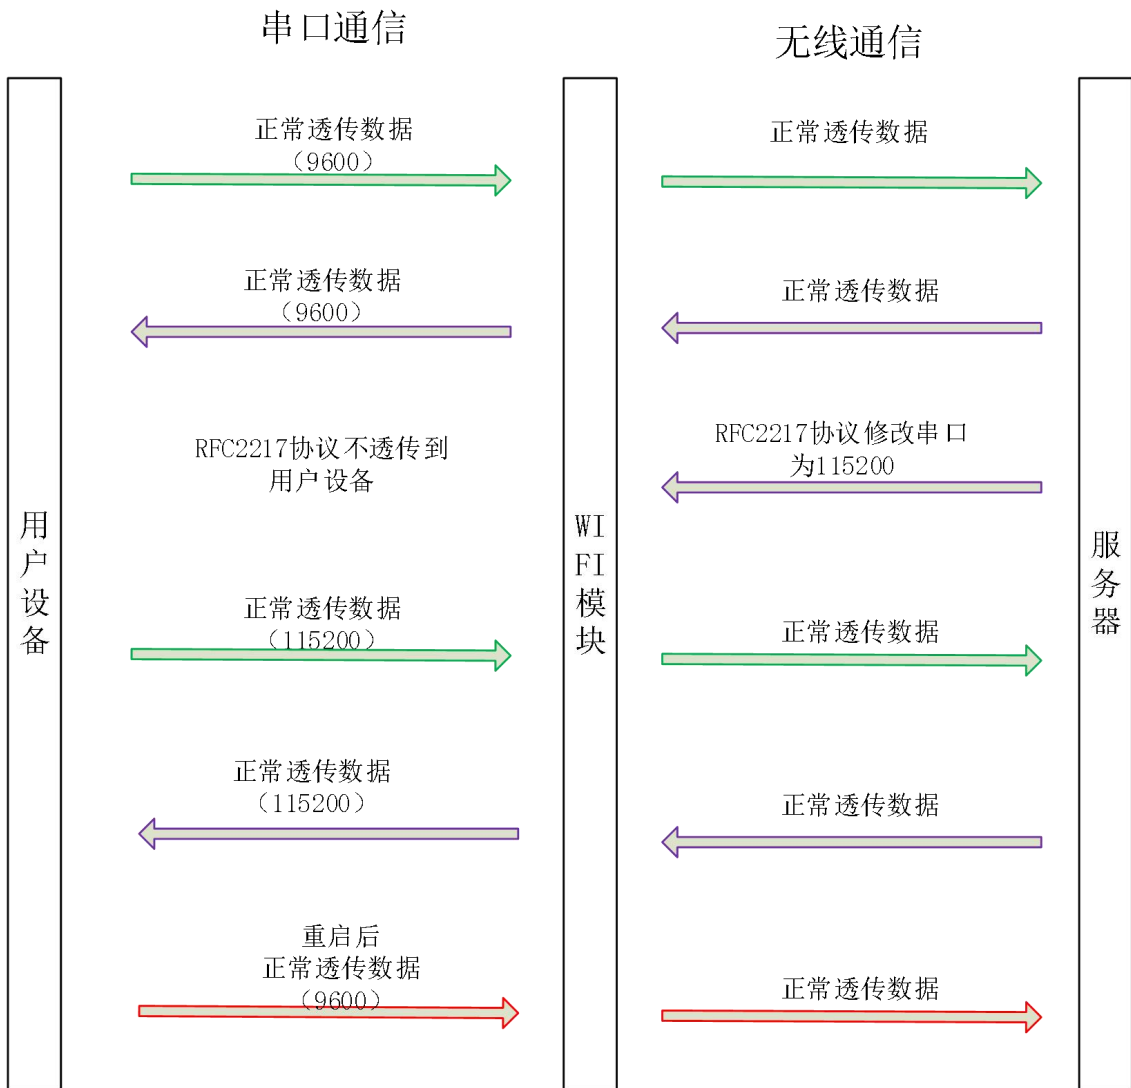 串口通信
无线通信
正常透传数据
（9600）
正常透传数据
正常透传数据
（9600）
正常透传数据
RFC2217协议不透传到
用户设备
RFC2217协议修改串口
为115200
用户设备
WIFI模块
服务器
正常透传数据
（115200）
正常透传数据
正常透传数据
（115200）
正常透传数据
重启后
正常透传数据
（9600）
正常透传数据